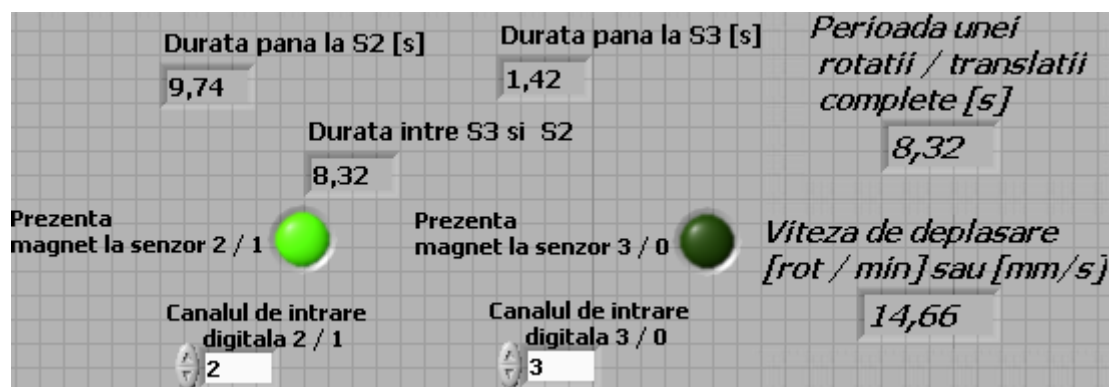 Durata pana la S2 [s]
9,74
Durata pana la S3 [s]
1,42
Perioada unei
rotatii / translatii
complete [s]
8,32
Durata intre S3 si S2
8,32
Prezenta
magnet la senzor 2 / 1
Prezenta
magnet la senzor 3 / 0
Viteza de deplasare
[rot / min] sau [mm/s]
14,66
Canalul de intrare
digitala 2 / 1
2
Canalul de intrare
digitala 3 / 0
3